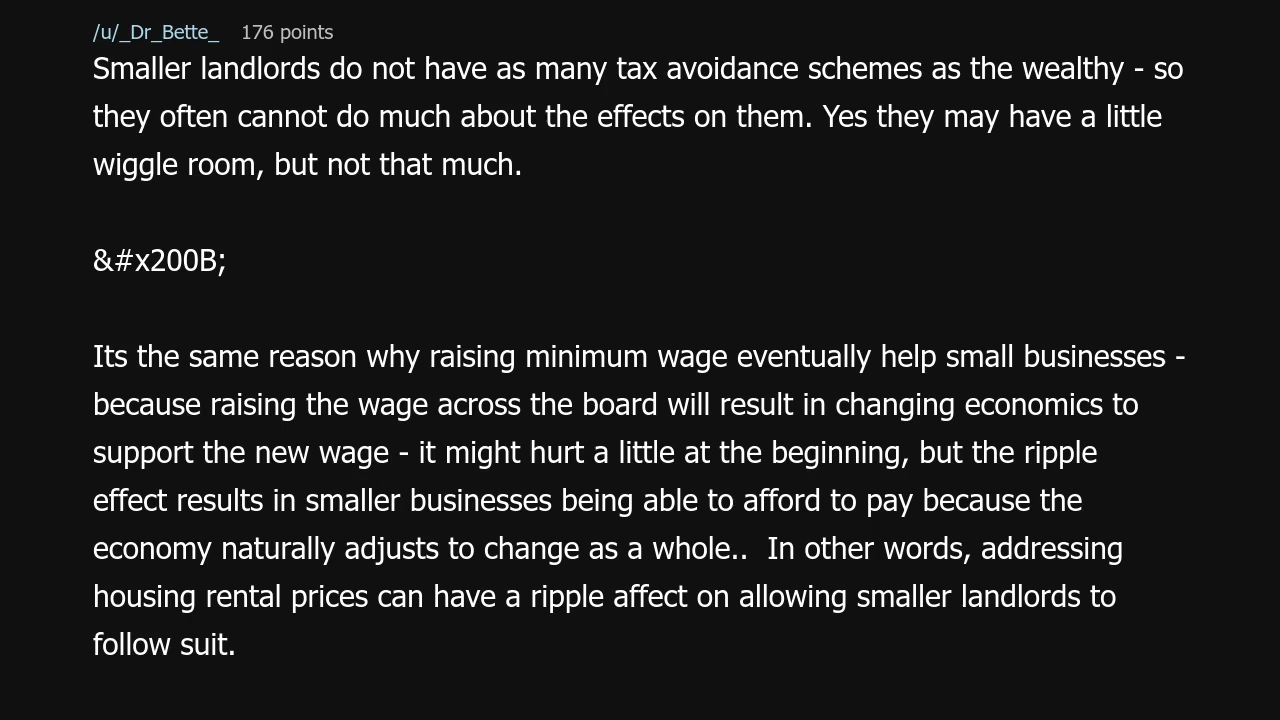 /u/_Dr_Bette_ 176 points
Smaller landlords do not have as many tax avoidance schemes as the wealthy - so
they often cannot do much about the effects on them. Yes they may have a little
wiggle room, but not that much.
&#x200B;
Its the same reason why raising minimum wage eventually help small businesses -
because raising the wage across the board will result in changing economics to
support the new wage - it might hurt a little at the beginning, but the ripple
effect results in smaller businesses being able to afford to pay because the
economy naturally adjusts to change as a whole..  In other words, addressing
housing rental prices can have a ripple affect on allowing smaller landlords to
follow suit.